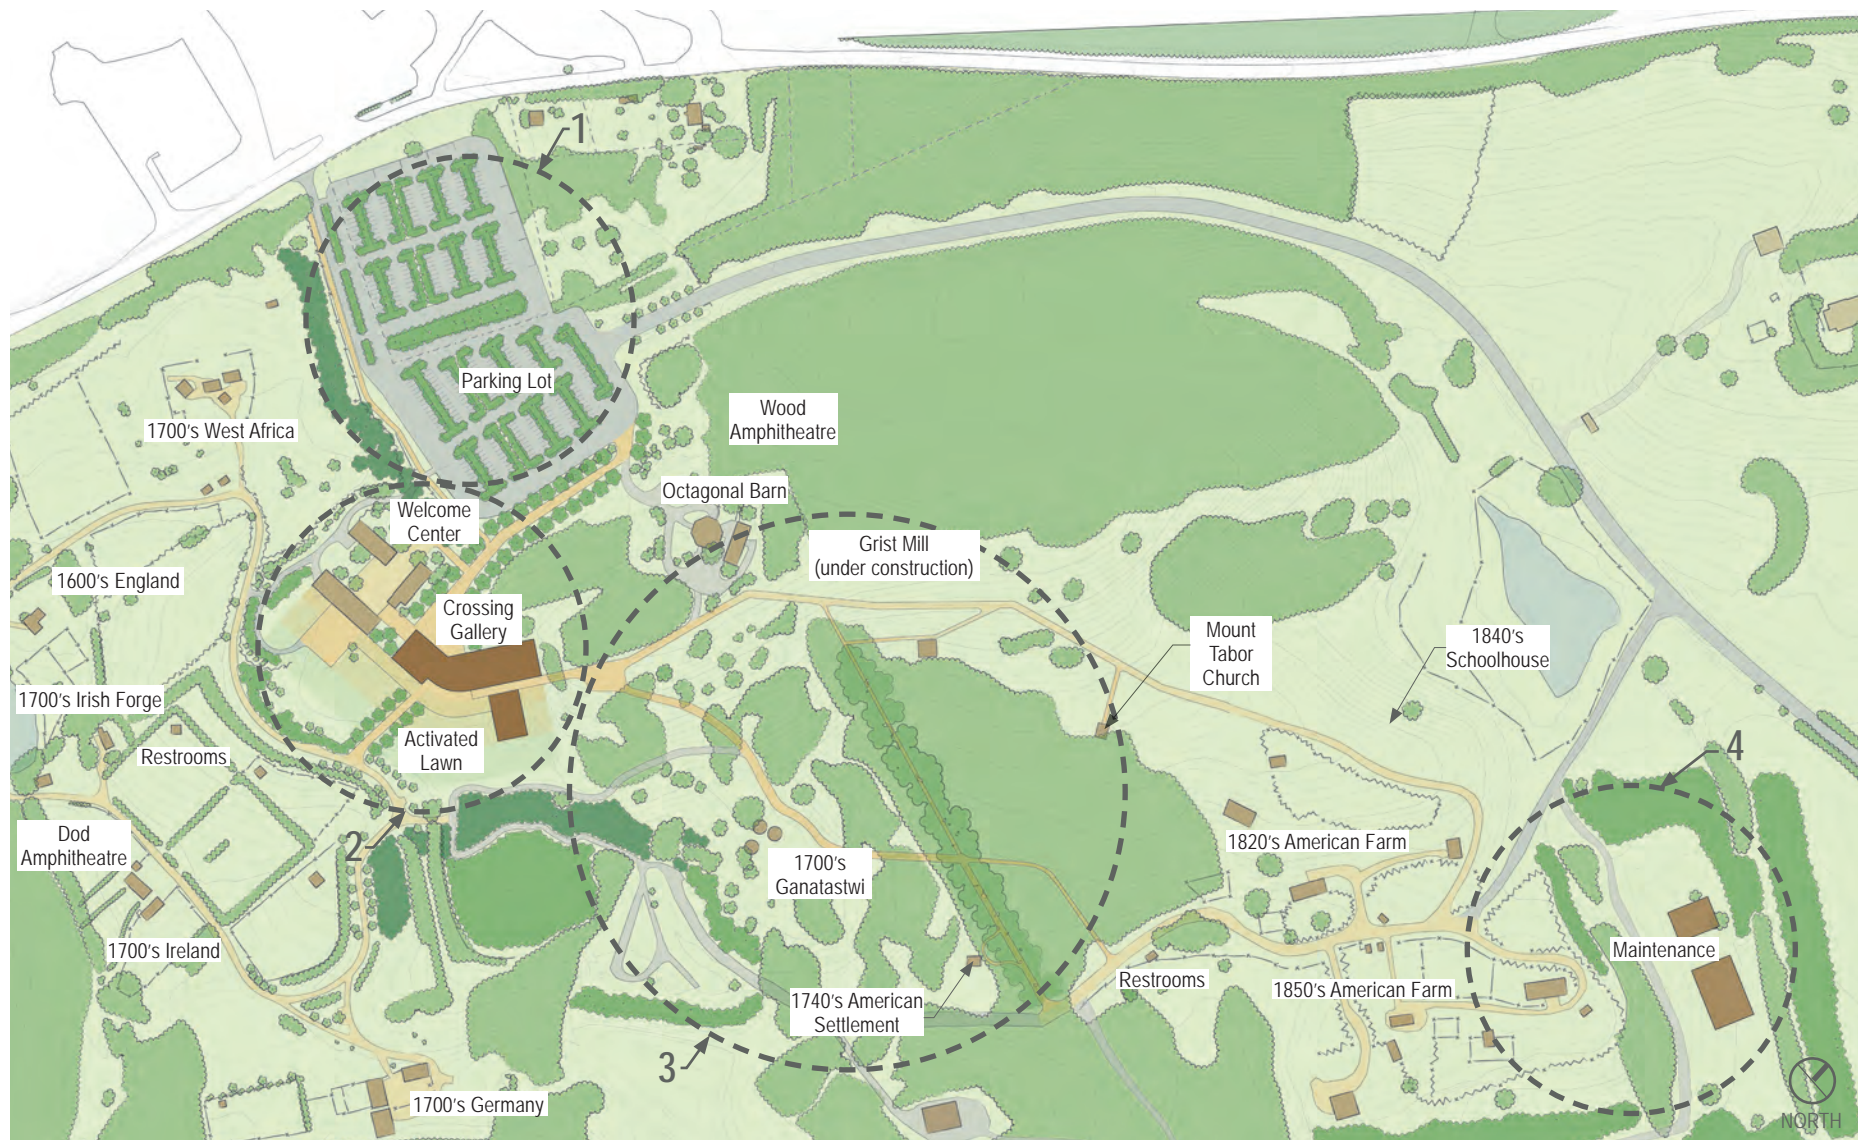 1
Parking Lot
Wood
Amphitheatre
1700's West Africa
Octagonal Barn
Welcome
Center
Grist Mill
(under construction)
1600's England
Crossing
Gallery
Mount
Tabor
Church
1840's
Schoolhouse
1700's Irish Forge
Restrooms
Activated
Lawn
4
2
Dod
Amphitheatre
1700's
Ganatastwi
1820's American Farm
1700's Ireland
Maintenance
Restrooms
1850's American Farm
1740's American
Settlement
3
1700's Germany
NORTH